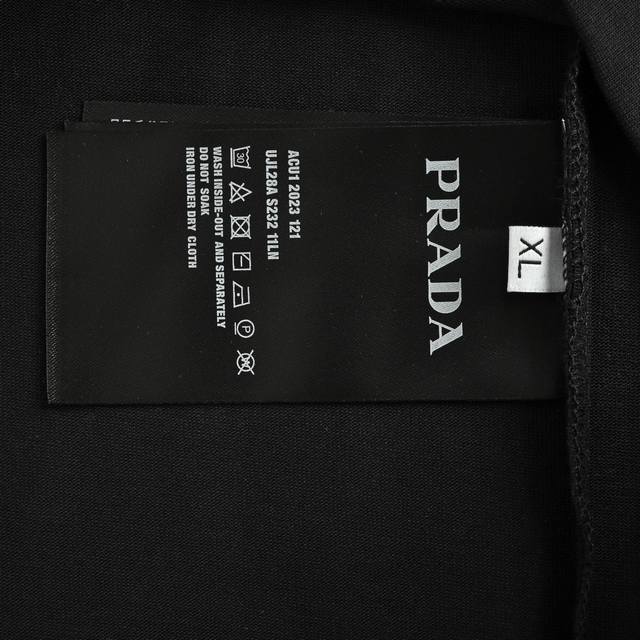 PRADA
XL
ACU1 2023 121
UJL28A S232 11LN
30
WASH INSIDE-OUT AND SEPARATELY
DO NOT SOAK
IRON UNDER DRY CLOTH